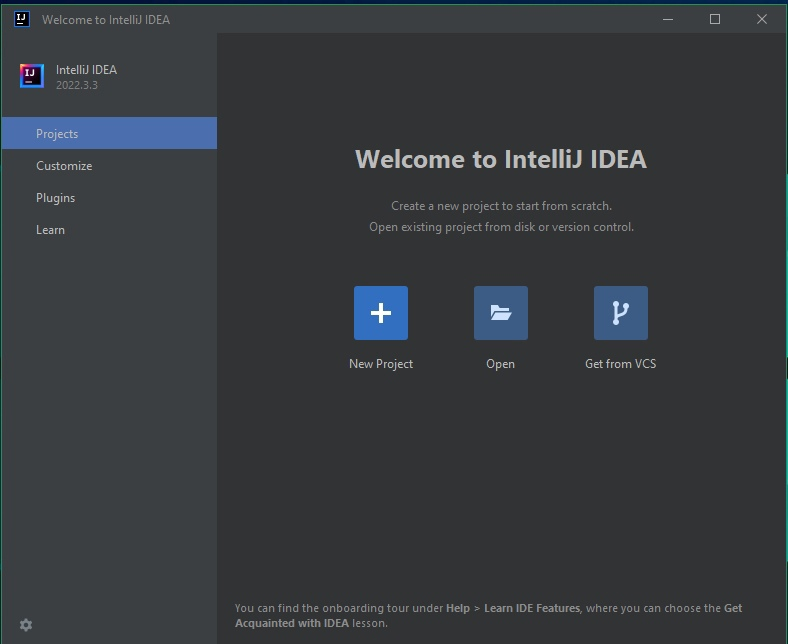 Welcome to IntelliJ IDEA
IJ
IntelliJ IDEA
2022.3.3
Projects
Customize
Plugins
Learn
Welcome to IntelliJ IDEA
Create a new project to start from scratch.
Open existing project from disk or version control.
New Project
Open
Get from VCS
You can find the onboarding tour under Help > Learn IDE Features, where you can choose the Get
Acquainted with IDEA lesson.